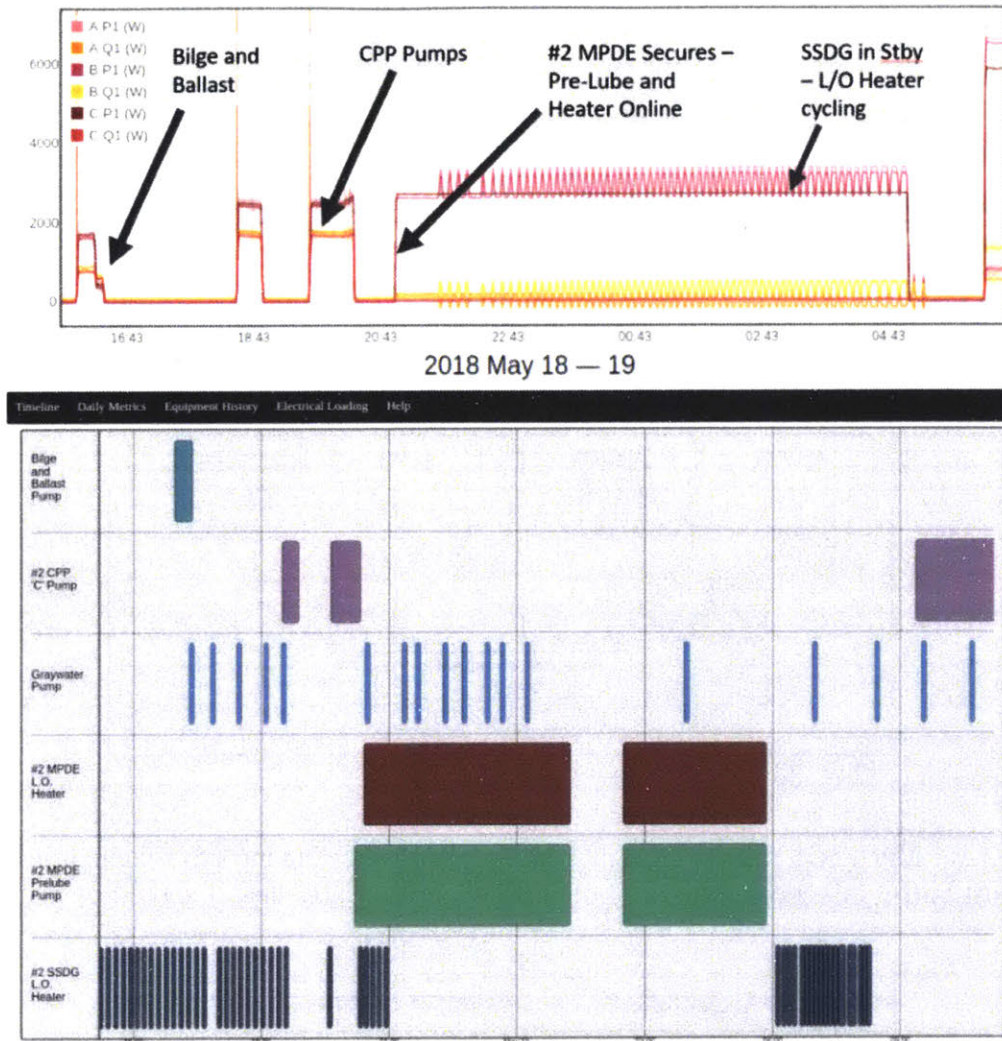 A P1 (W)
A Q1 (W)
B P1 (W)
B Q1 (W)
C P1 (W)
C Q1 (W)
Bilge and
Ballast
CPP Pumps
#2 MPDE Secures –
Pre-Lube and
Heater Online
SSDG in Stby
– L/O Heater
cycling
6000
4000
2000
0
16 43
18 43
20 43
22 43
00 43
02 43
04 43
2018 May 18 — 19
Timeline Daily Metrics Equipment History Electrical Loading Help
Bilge
and
Ballast
Pump
#2 CPP
'C' Pump
Graywater
Pump
#2 MPDE
L.O.
Heater
#2 MPDE
Prelube
Pump
#2 SSDG
L.O.
Heater